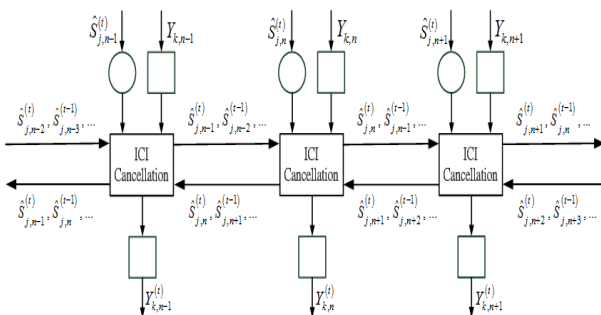 Ŝ_{j,n-1}^{(t)} Y_{k,n-1} Ŝ_{j,n}^{(t)} Y_{k,n} Ŝ_{j,n+1}^{(t)} Y_{k,n+1}
Ŝ_{j,n-2}^{(t)}, Ŝ_{j,n-3}^{(t-1)}, ... Ŝ_{j,n-1}^{(t)}, Ŝ_{j,n-2}^{(t-1)}, ... Ŝ_{j,n}^{(t)}, Ŝ_{j,n-1}^{(t-1)}, ... Ŝ_{j,n+1}^{(t)}, Ŝ_{j,n}^{(t-1)}, ...
ICI
Cancellation
ICI
Cancellation
ICI
Cancellation
Ŝ_{j,n-1}^{(t)}, Ŝ_{j,n}^{(t-1)}, ... Ŝ_{j,n}^{(t)}, Ŝ_{j,n+1}^{(t-1)}, ... Ŝ_{j,n+1}^{(t)}, Ŝ_{j,n+2}^{(t-1)}, ... Ŝ_{j,n+2}^{(t)}, Ŝ_{j,n+3}^{(t-1)}, ...
Y_{k,n-1}^{(t)} Y_{k,n}^{(t)} Y_{k,n+1}^{(t)}